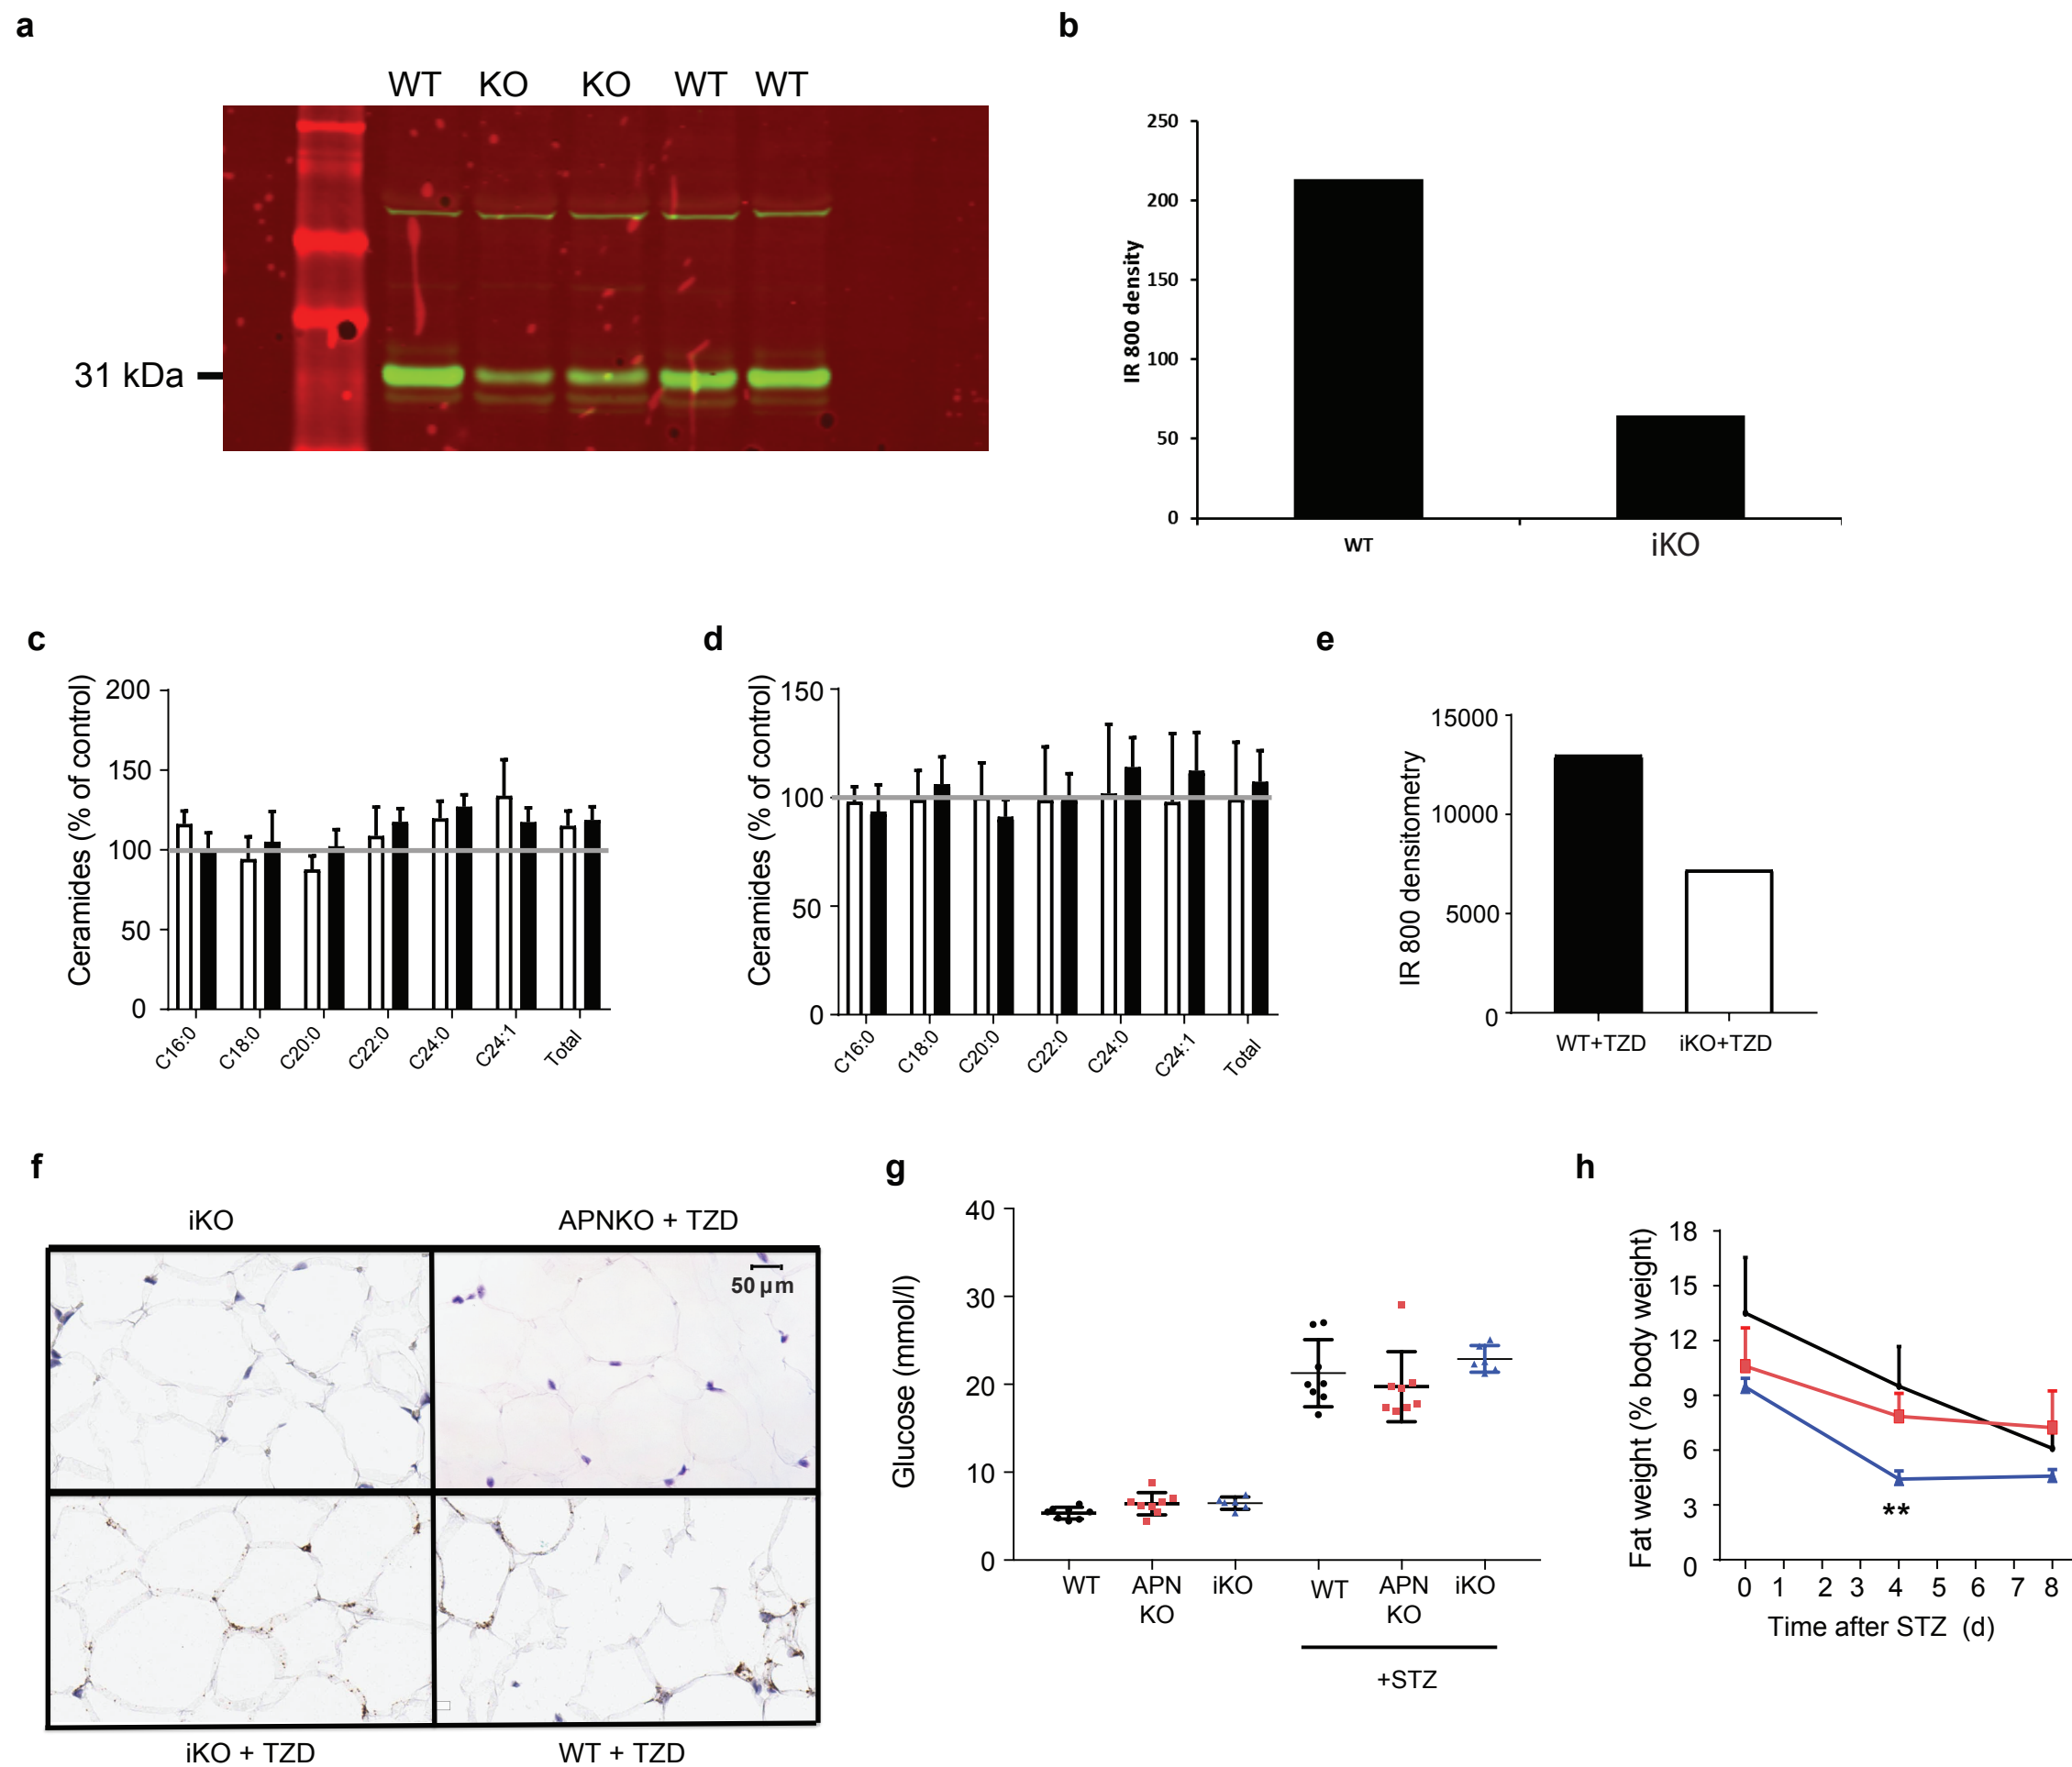 a
WT KO KO WT WT
31 kDa
b
250
200
150
100
50
0
IR 800 density
WT iKO
c
Ceramides (% of control)
200
150
100
50
0
C16:0 C18:0 C20:0 C22:0 C24:0 C24:1 Total
d
Ceramides (% of control)
150
100
50
0
C16:0 C18:0 C20:0 C22:0 C24:0 C24:1 Total
e
IR 800 densitometry
15000
10000
5000
0
WT+TZD iKO+TZD
f
iKO APNKO + TZD
50 µm
iKO + TZD WT + TZD
g
Glucose (mmol/l)
40
30
20
10
0
WT APN KO iKO WT APN KO iKO
+STZ
h
Fat weight (% body weight)
18
15
12
9
6
3
0
**
0 1 2 3 4 5 6 7 8
Time after STZ (d)